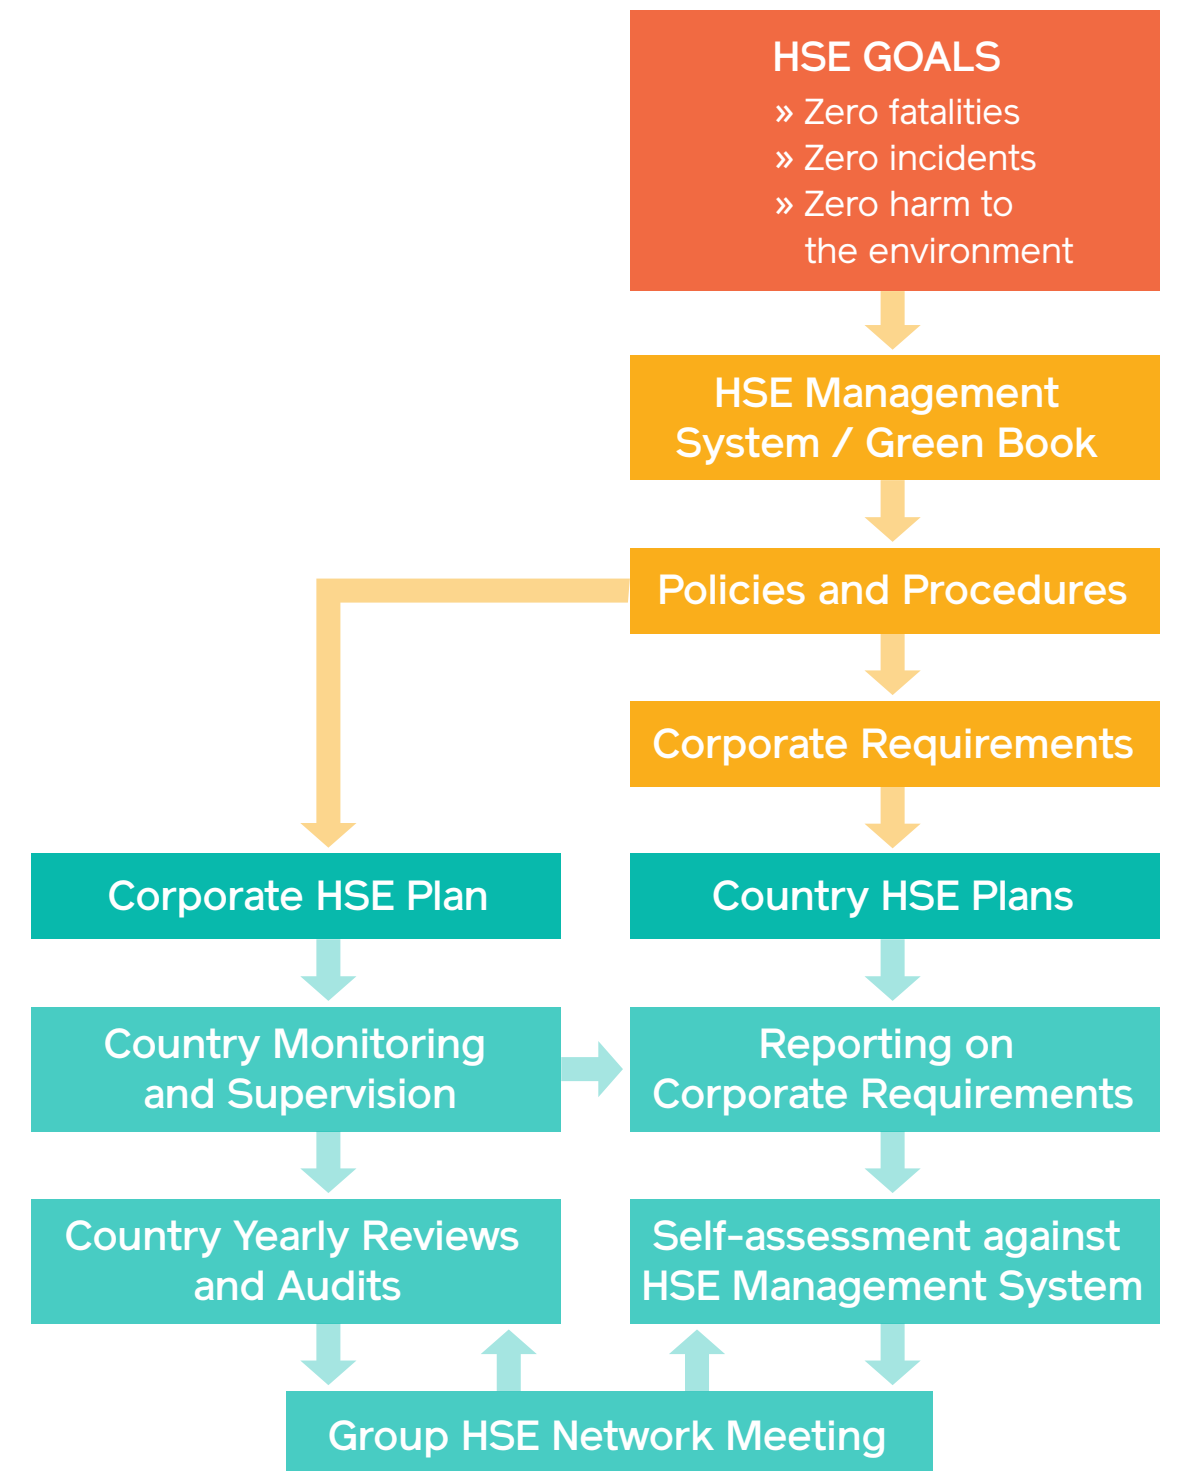 HSE GOALS
» Zero fatalities
» Zero incidents
» Zero harm to
the environment
HSE Management
System / Green Book
Policies and Procedures
Corporate Requirements
Corporate HSE Plan
Country HSE Plans
Country Monitoring
and Supervision
Reporting on
Corporate Requirements
Country Yearly Reviews
and Audits
Self-assessment against
HSE Management System
Group HSE Network Meeting